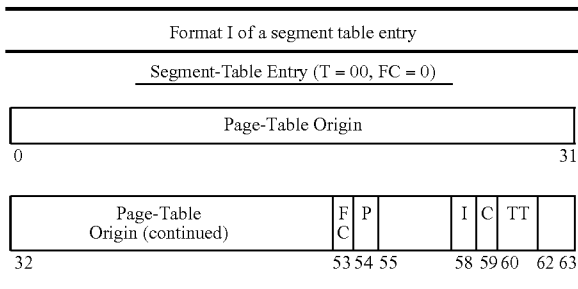 Format I of a segment table entry
Segment-Table Entry (T = 00, FC = 0)
Page-Table Origin
0 31
Page-Table
Origin (continued)
F
C
P
I
C
TT
32 53 54 55 58 59 60 62 63